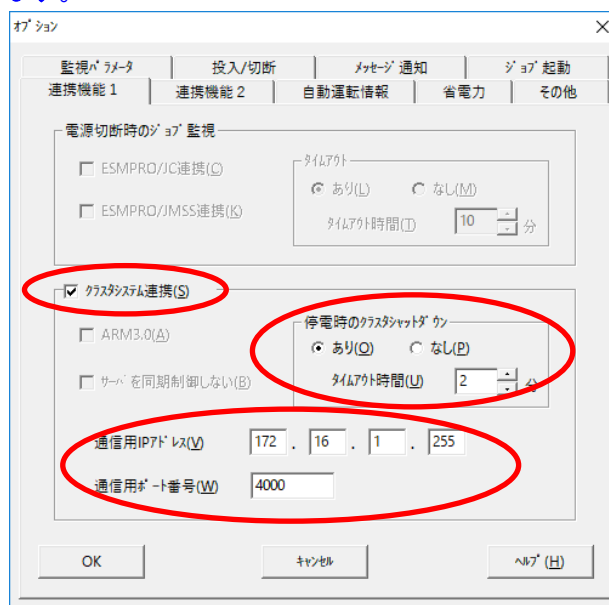 ｵﾌﾟｼｮﾝ
監視ﾊﾟﾗﾒｰﾀ 投入/切断 ﾒｯｾｰｼﾞ通知 ｼﾞｮﾌﾞ起動
連携機能1 連携機能2 自動運転情報 省電力 その他
電源切断時のｼﾞｮﾌﾞ監視
ESMPRO/JC連携(C)
ESMPRO/JMSS連携(K)
ﾀｲﾑｱｳﾄ
あり(L) なし(M)
ﾀｲﾑｱｳﾄ時間(T) 10 分
ｸﾗｽﾀｼｽﾃﾑ連携(S)
ARM3.0(A)
ｻｰﾊﾞを同期制御しない(B)
停電時のｸﾗｽﾀｼｬｯﾄﾀﾞｳﾝ
あり(O) なし(P)
ﾀｲﾑｱｳﾄ時間(U) 2 分
通信用IPｱﾄﾞﾚｽ(V) 172 . 16 . 1 . 255
通信用ﾎﾟｰﾄ番号(W) 4000
OK ｷｬﾝｾﾙ ﾍﾙﾌﾟ(H)